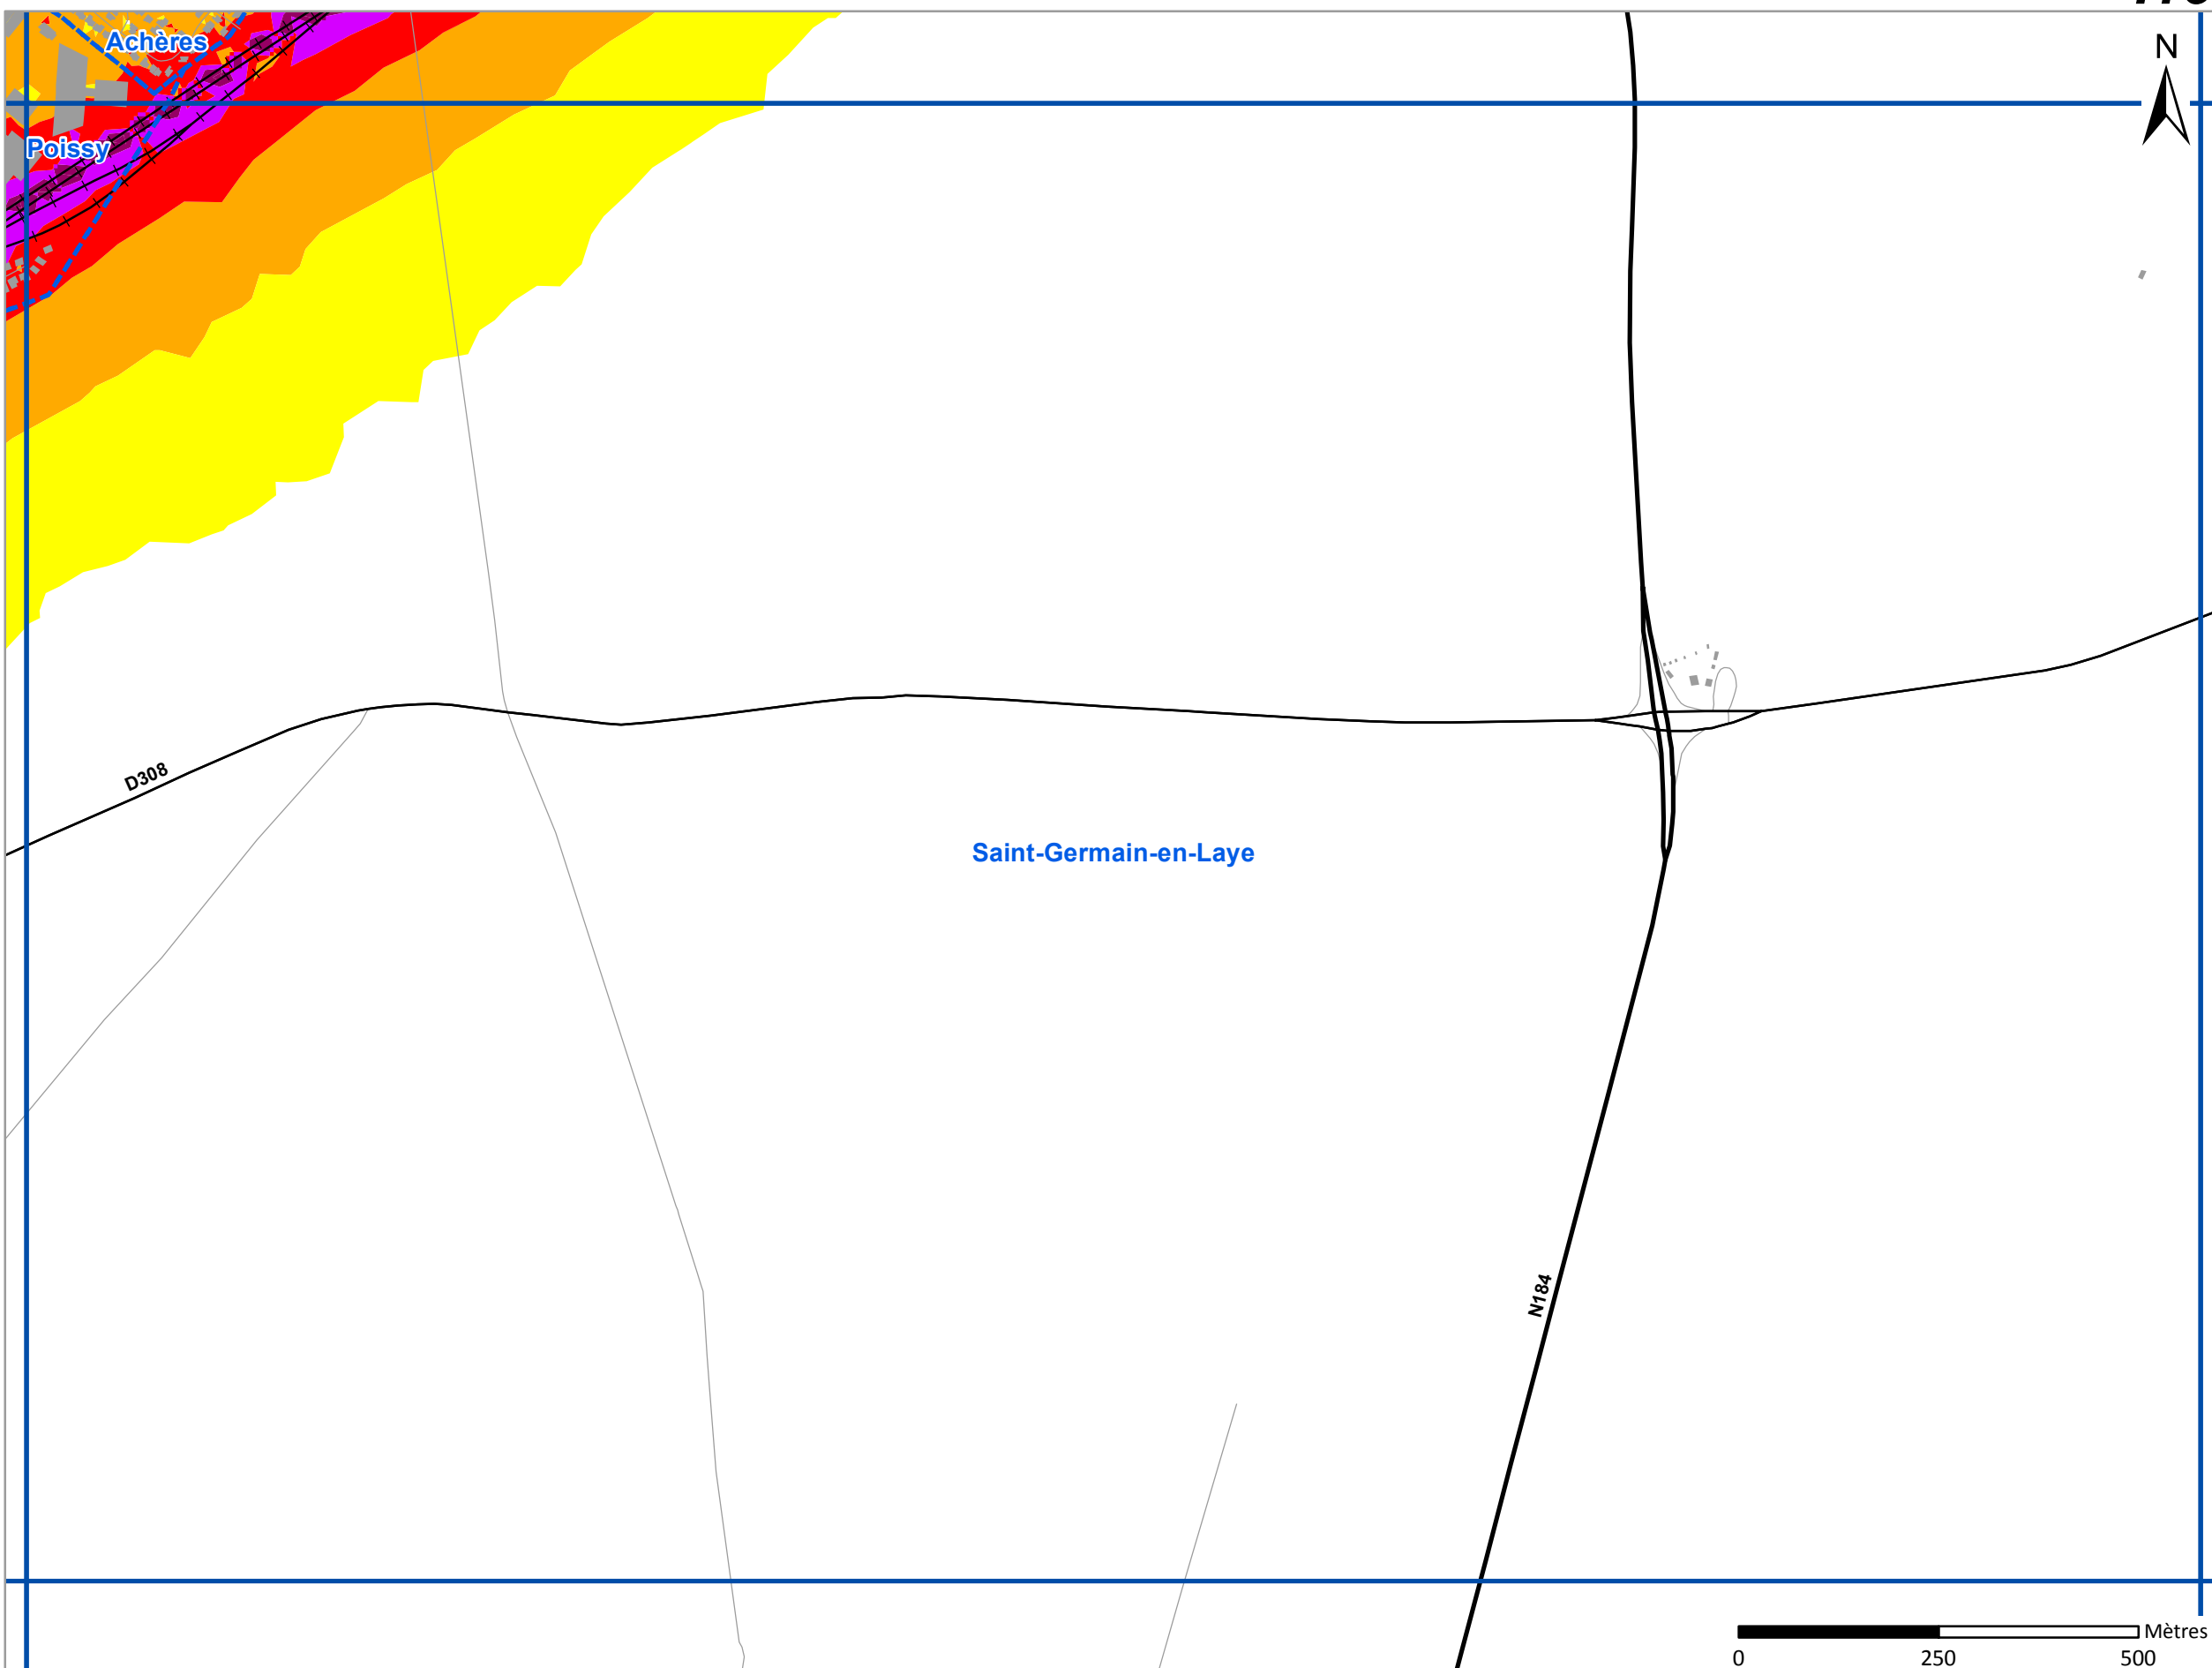 N
Achères
Poissy
D308
Saint-Germain-en-Laye
N184
Mètres
0 250 500